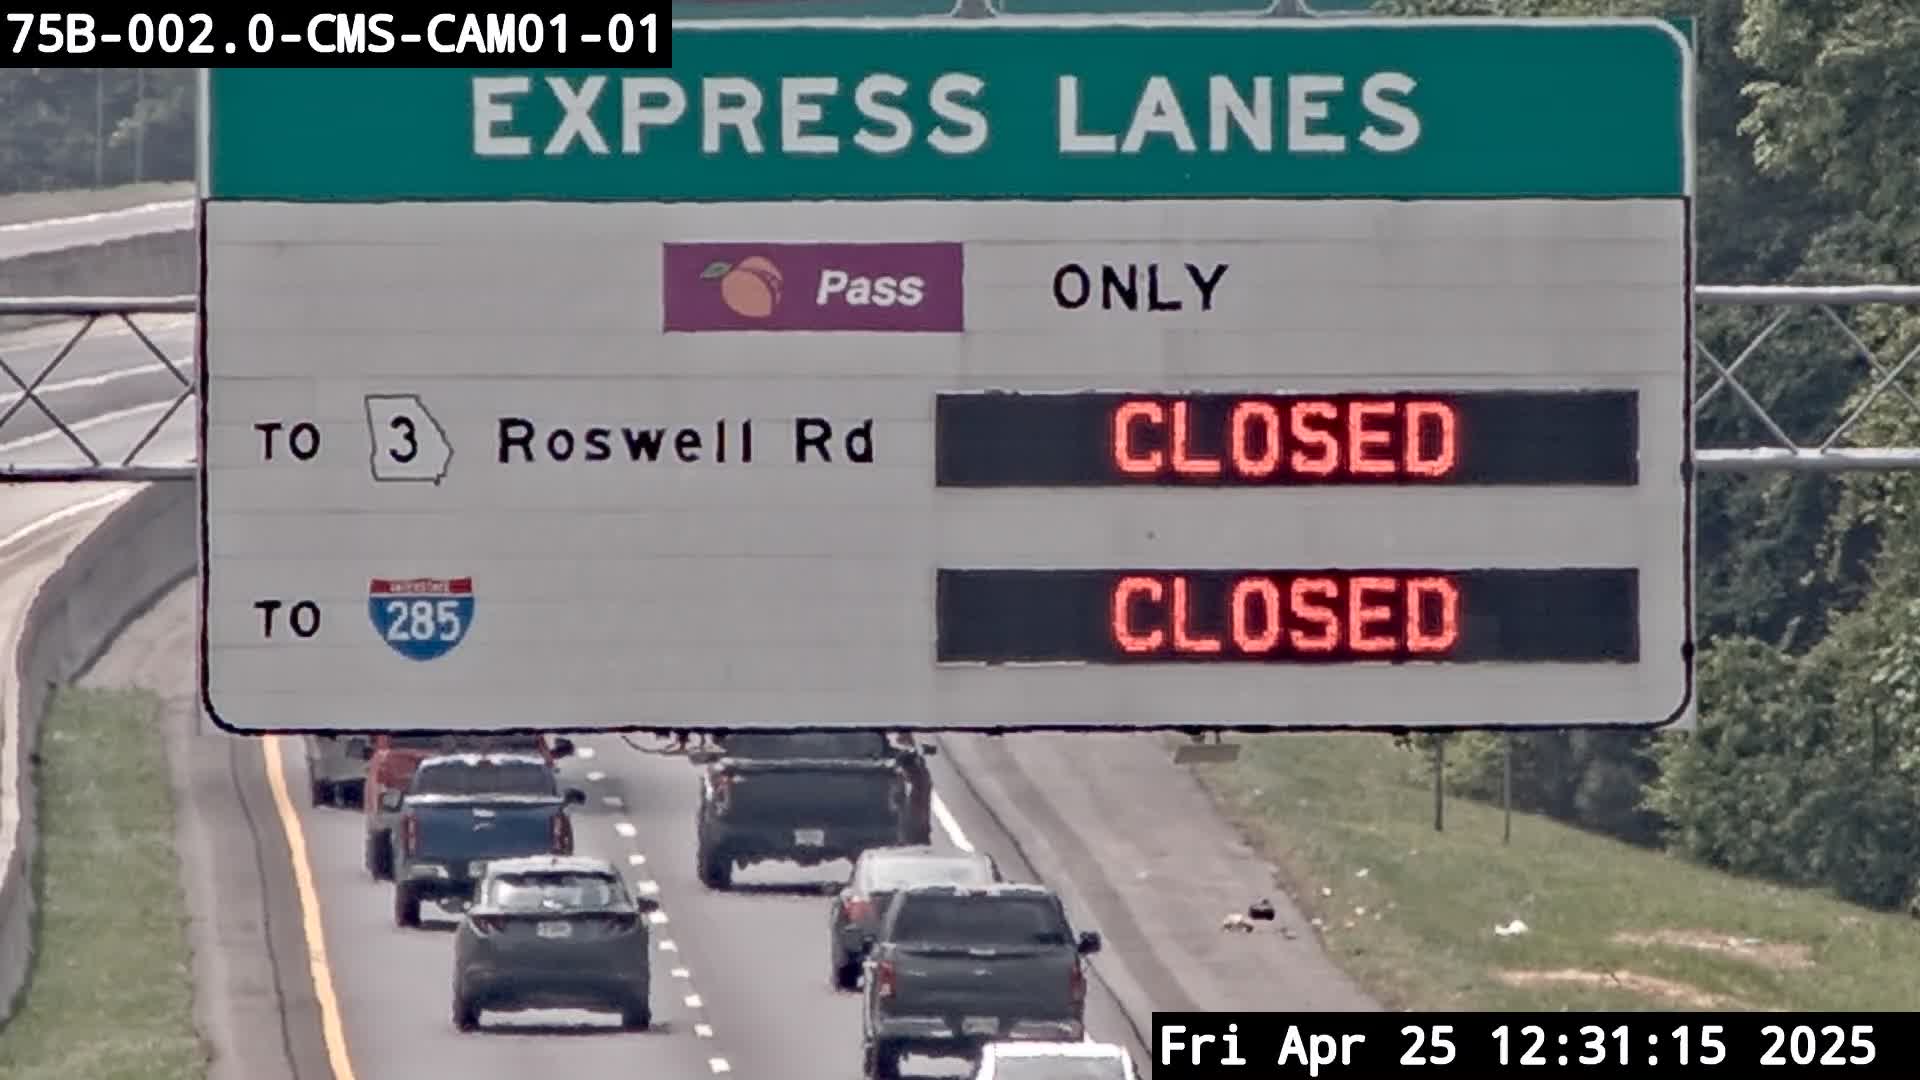 75B-002.0-CMS-CAM01-01
EXPRESS LANES
Pass ONLY
TO 3 Roswell Rd CLOSED
INTERSTATE
TO 285 CLOSED
Fri Apr 25 12:31:15 2025